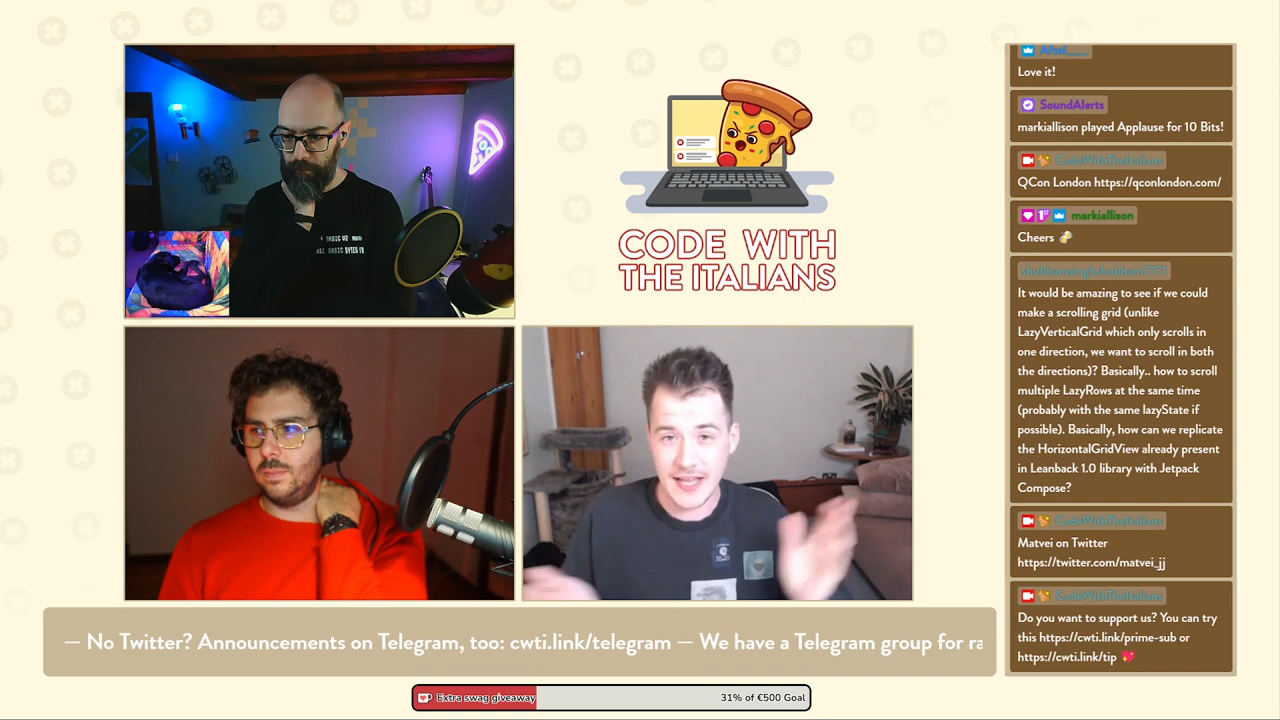 CODE WITH
THE ITALIANS
Love it!
SoundAlerts
markiallison played Applause for 10 Bits!
CodeWithTheItalians
QCon London https://qconlondon.com/
markiallison
Cheers
It would be amazing to see if we could
make a scrolling grid (unlike
LazyVerticalGrid which only scrolls in
one direction, we want to scroll in both
the directions)? Basically.. how to scroll
multiple LazyRows at the same time
(probably with the same lazyState if
possible). Basically, how can we replicate
the HorizontalGridView already present
in Leanback 1.0 library with Jetpack
Compose?
CodeWithTheItalians
Matvei on Twitter
https://twitter.com/matvei_jj
CodeWithTheItalians
Do you want to support us? You can try
this https://cwti.link/prime-sub or
https://cwti.link/tip
— No Twitter? Announcements on Telegram, too: cwti.link/telegram — We have a Telegram group for ra
Extra swag giveaway
31% of €500 Goal